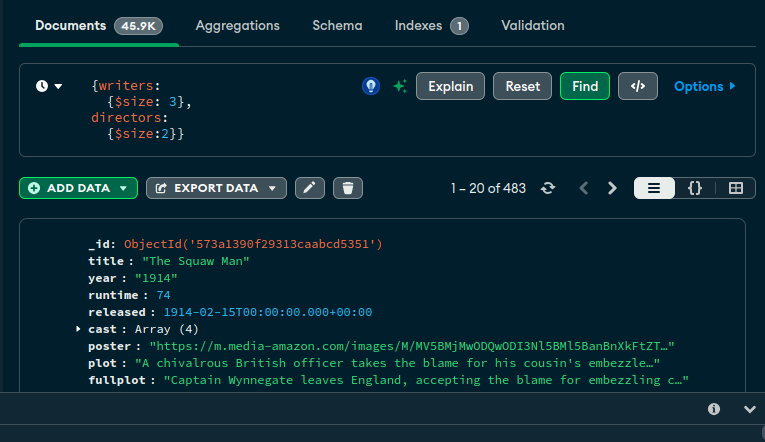 Documents 45.9K Aggregations Schema Indexes 1 Validation
{writers:
{$size: 3},
directors:
{$size:2}}
Explain Reset Find </> Options
ADD DATA EXPORT DATA 1 – 20 of 483 {}
_id: ObjectId('573a1390f29313caabcd5351')
title : "The Squaw Man"
year : "1914"
runtime : 74
released : 1914-02-15T00:00:00.000+00:00
cast : Array (4)
poster : "https://m.media-amazon.com/images/M/MV5BMjMwODQwODI3Nl5BMl5BanBnXkFtZT…"
plot : "A chivalrous British officer takes the blame for his cousin's embezzle…"
fullplot : "Captain Wynnegate leaves England, accepting the blame for embezzling c…"